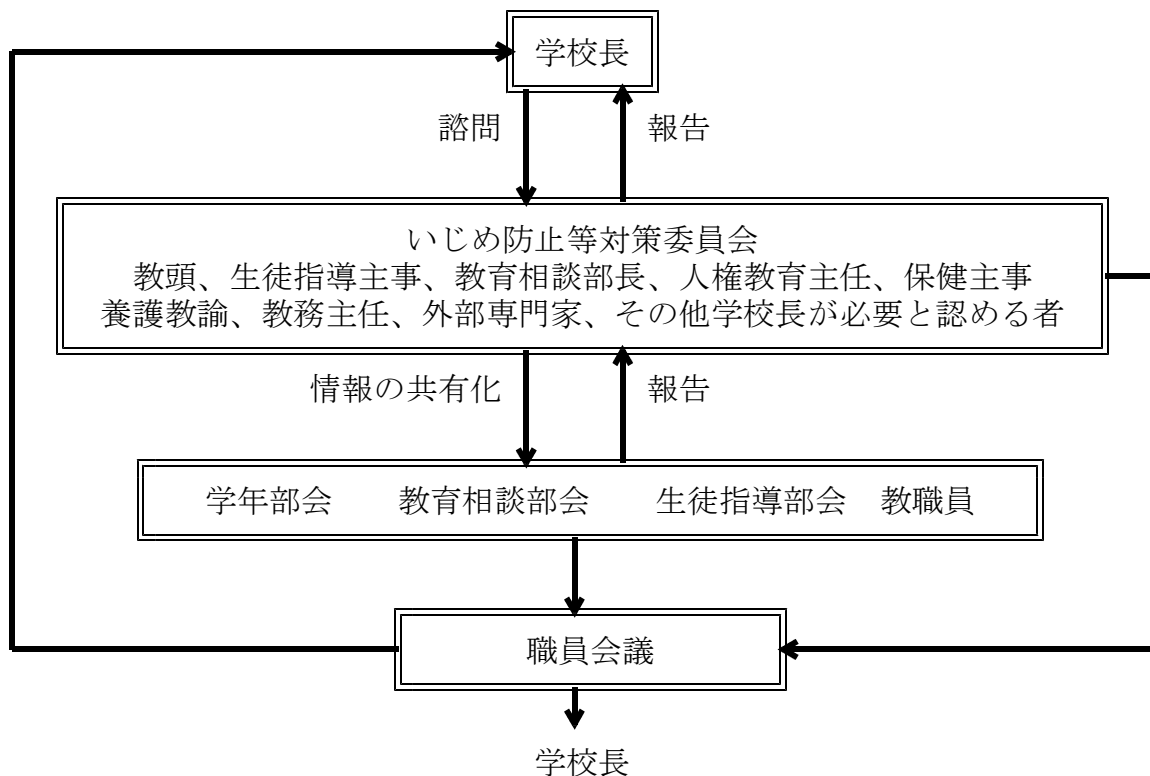 学校長
諮問
報告
いじめ防止等対策委員会
教頭、生徒指導主事、教育相談部長、人権教育主任、保健主事
養護教諭、教務主任、外部専門家、その他学校長が必要と認める者
情報の共有化
報告
学年部会　教育相談部会　生徒指導部会　教職員
職員会議
学校長